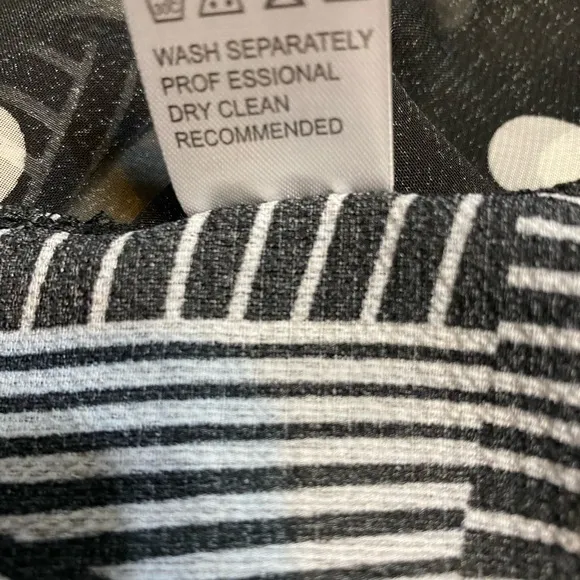 WASH SEPARATELY
PROF ESSIONAL
DRY CLEAN
RECOMMENDED